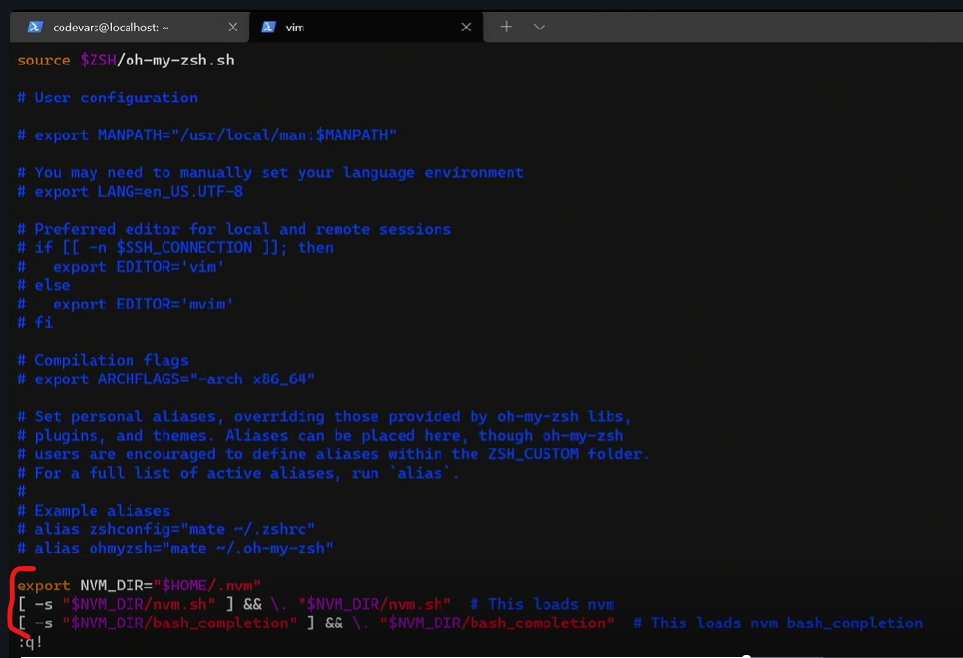 codevars@localhost: ~
vim
source $ZSH/oh-my-zsh.sh
# User configuration
# export MANPATH="/usr/local/man:$MANPATH"
# You may need to manually set your language environment
# export LANG=en_US.UTF-8
# Preferred editor for local and remote sessions
# if [[ -n $SSH_CONNECTION ]]; then
#   export EDITOR='vim'
# else
#   export EDITOR='mvim'
# fi
# Compilation flags
# export ARCHFLAGS="-arch x86_64"
# Set personal aliases, overriding those provided by oh-my-zsh libs,
# plugins, and themes. Aliases can be placed here, though oh-my-zsh
# users are encouraged to define aliases within the ZSH_CUSTOM folder.
# For a full list of active aliases, run `alias`.
#
# Example aliases
# alias zshconfig="mate ~/.zshrc"
# alias ohmyzsh="mate ~/.oh-my-zsh"
export NVM_DIR="$HOME/.nvm"
[ -s "$NVM_DIR/nvm.sh" ] && \. "$NVM_DIR/nvm.sh"  # This loads nvm
[ -s "$NVM_DIR/bash_completion" ] && \. "$NVM_DIR/bash_completion"  # This loads nvm bash_completion
:q!